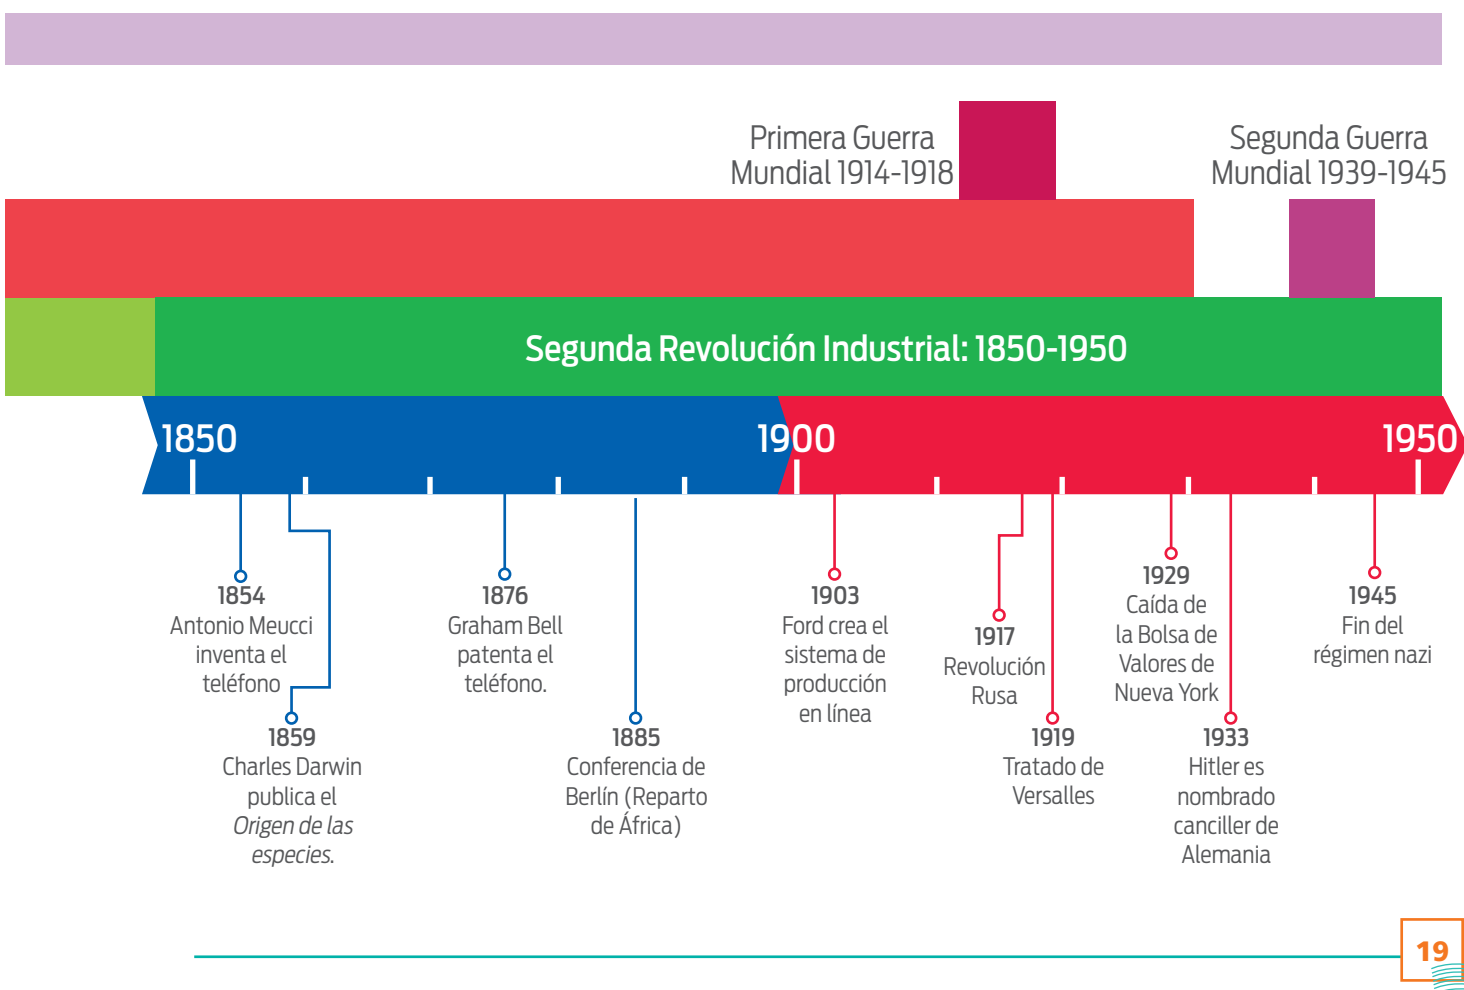 Primera Guerra
Mundial 1914-1918
Segunda Guerra
Mundial 1939-1945
Segunda Revolución Industrial: 1850-1950
1850
1900
1950
1854
Antonio Meucci
inventa el
teléfono
1859
Charles Darwin
publica el
Origen de las
especies.
1876
Graham Bell
patenta el
teléfono.
1885
Conferencia de
Berlín (Reparto
de África)
1903
Ford crea el
sistema de
producción
en línea
1917
Revolución
Rusa
1919
Tratado de
Versalles
1929
Caída de
la Bolsa de
Valores de
Nueva York
1933
Hitler es
nombrado
canciller de
Alemania
1945
Fin del
régimen nazi
19